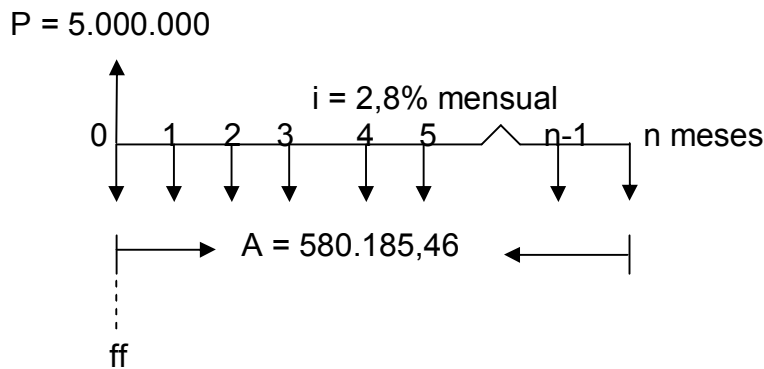 P = 5.000.000
i = 2,8% mensual
0 1 2 3 4 5 n-1 n meses
A = 580.185,46
ff